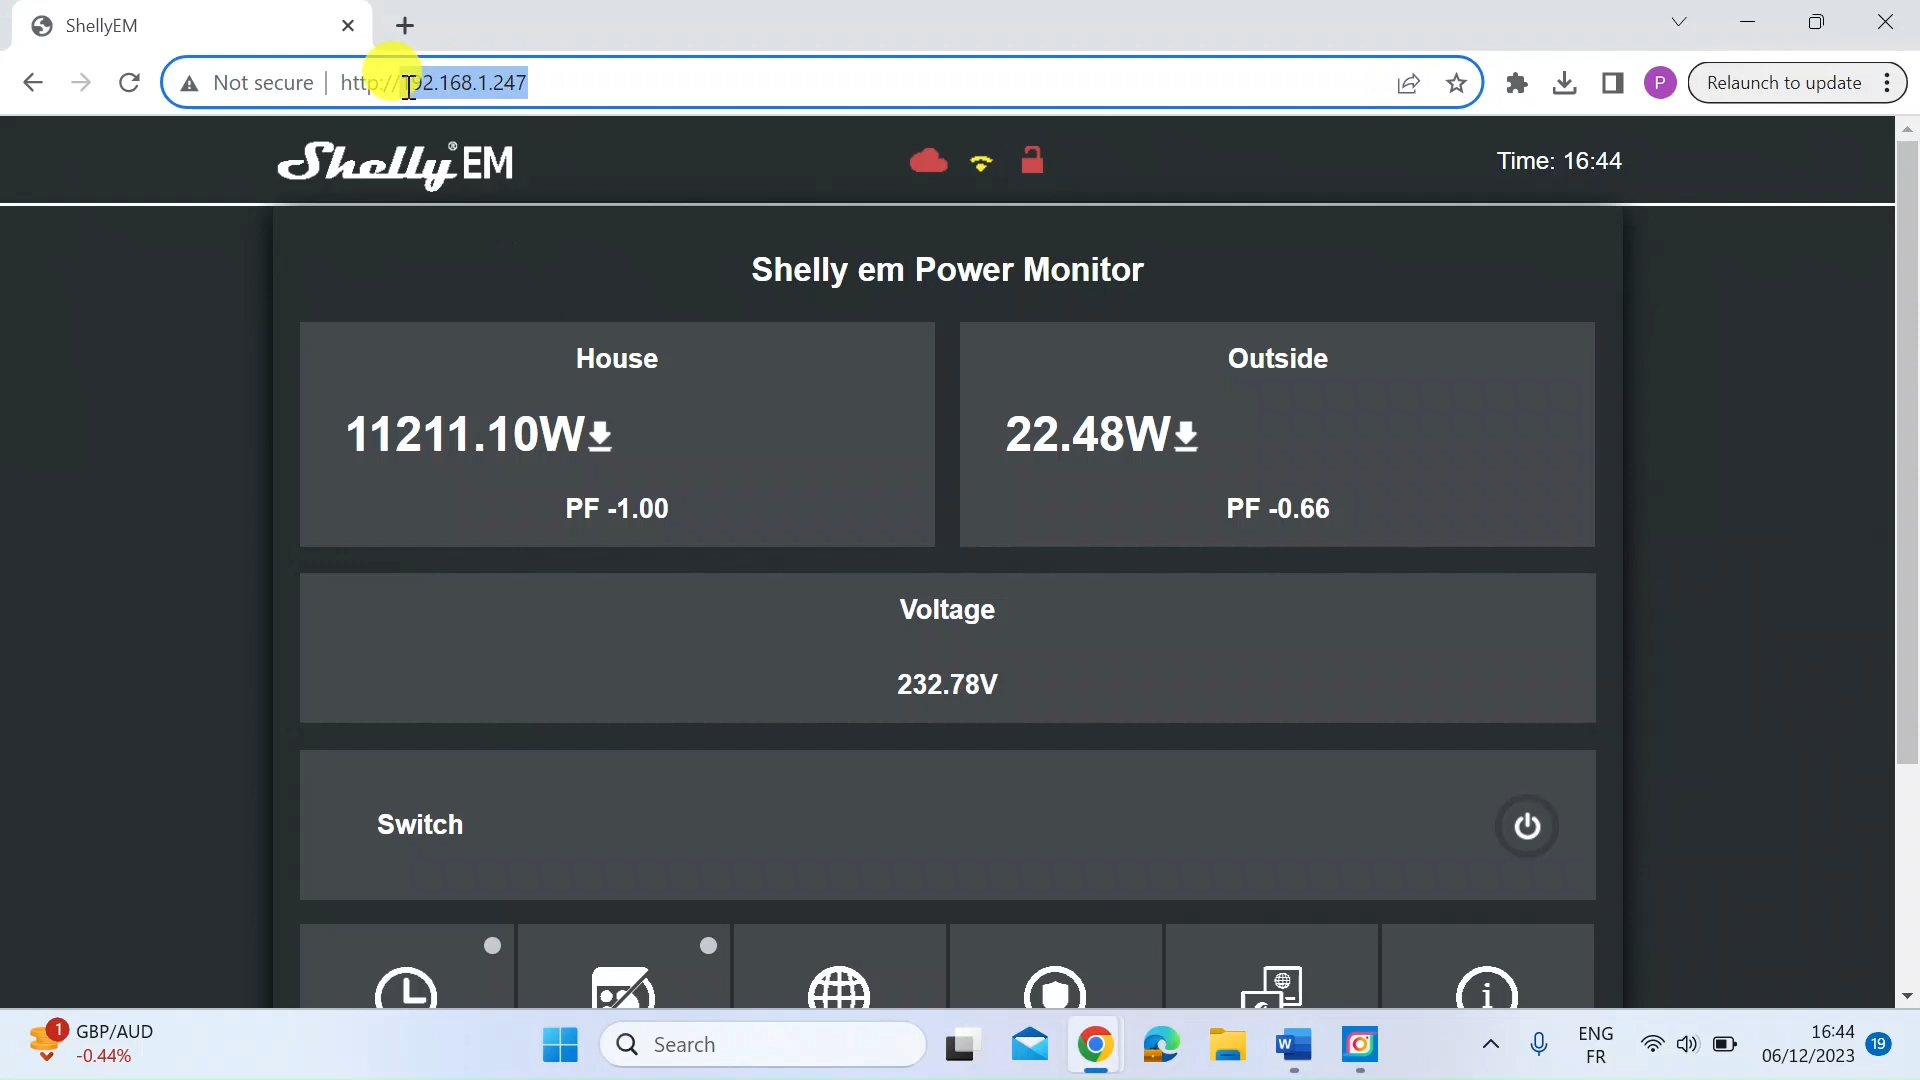 ShellyEM
Not secure
http://192.168.1.247
P
Relaunch to update
Shelly® EM
Time: 16:44
Shelly em Power Monitor
House
Outside
11211.10W
22.48W
PF -1.00
PF -0.66
Voltage
232.78V
Switch
1
GBP/AUD
-0.44%
Search
W
ENG
FR
16:44
06/12/2023
19